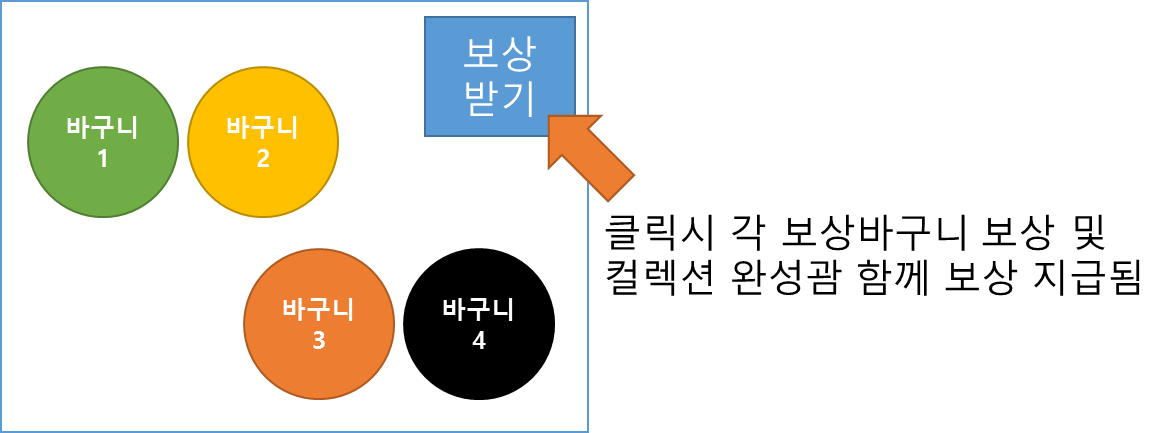 보상
받기
바구니
1
바구니
2
클릭시 각 보상바구니 보상 및
컬렉션 완성괌 함께 보상 지급됨
바구니
3
바구니
4